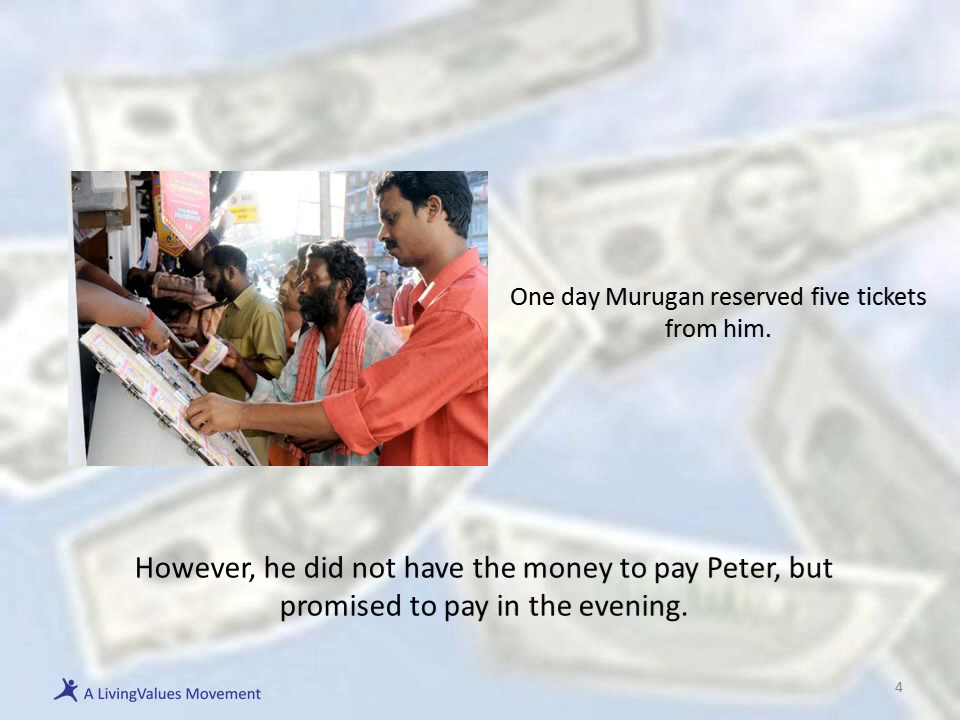 One day Murugan reserved five tickets
from him.
However, he did not have the money to pay Peter, but
promised to pay in the evening.
A LivingValues Movement
4